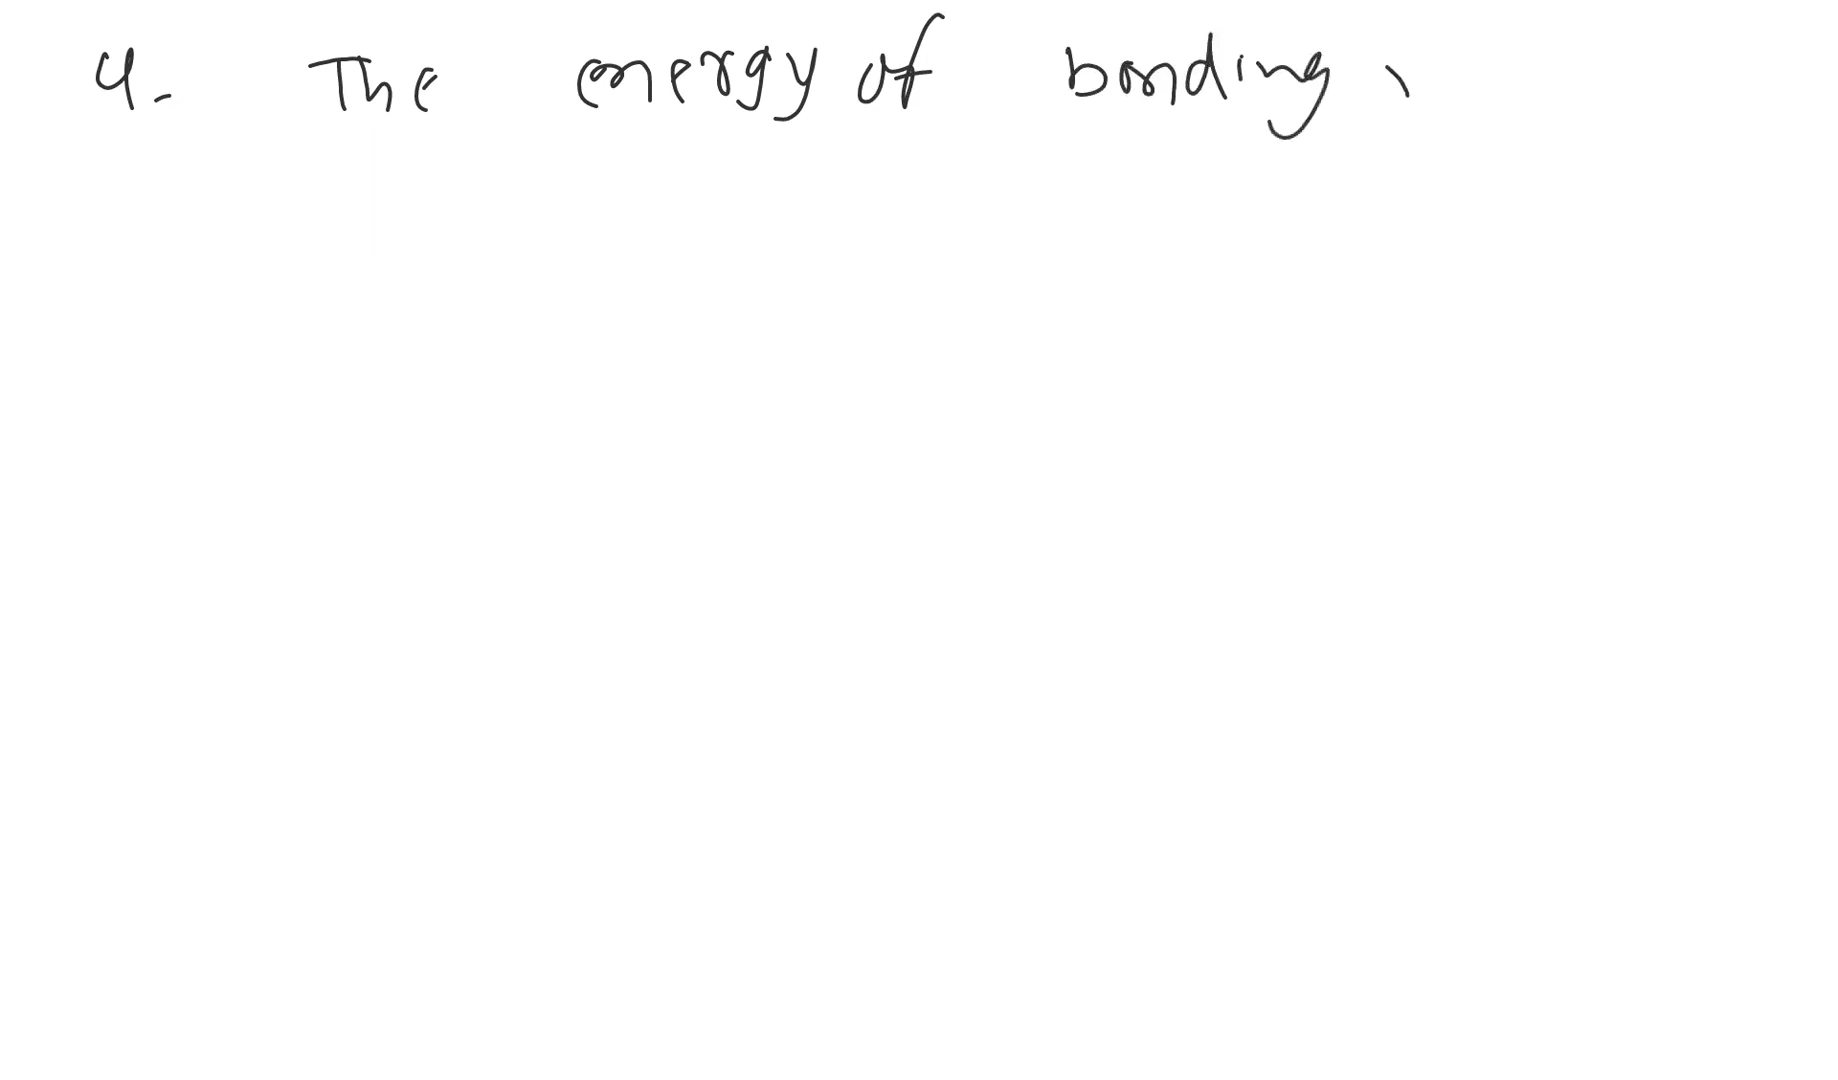 4. The energy of bonding